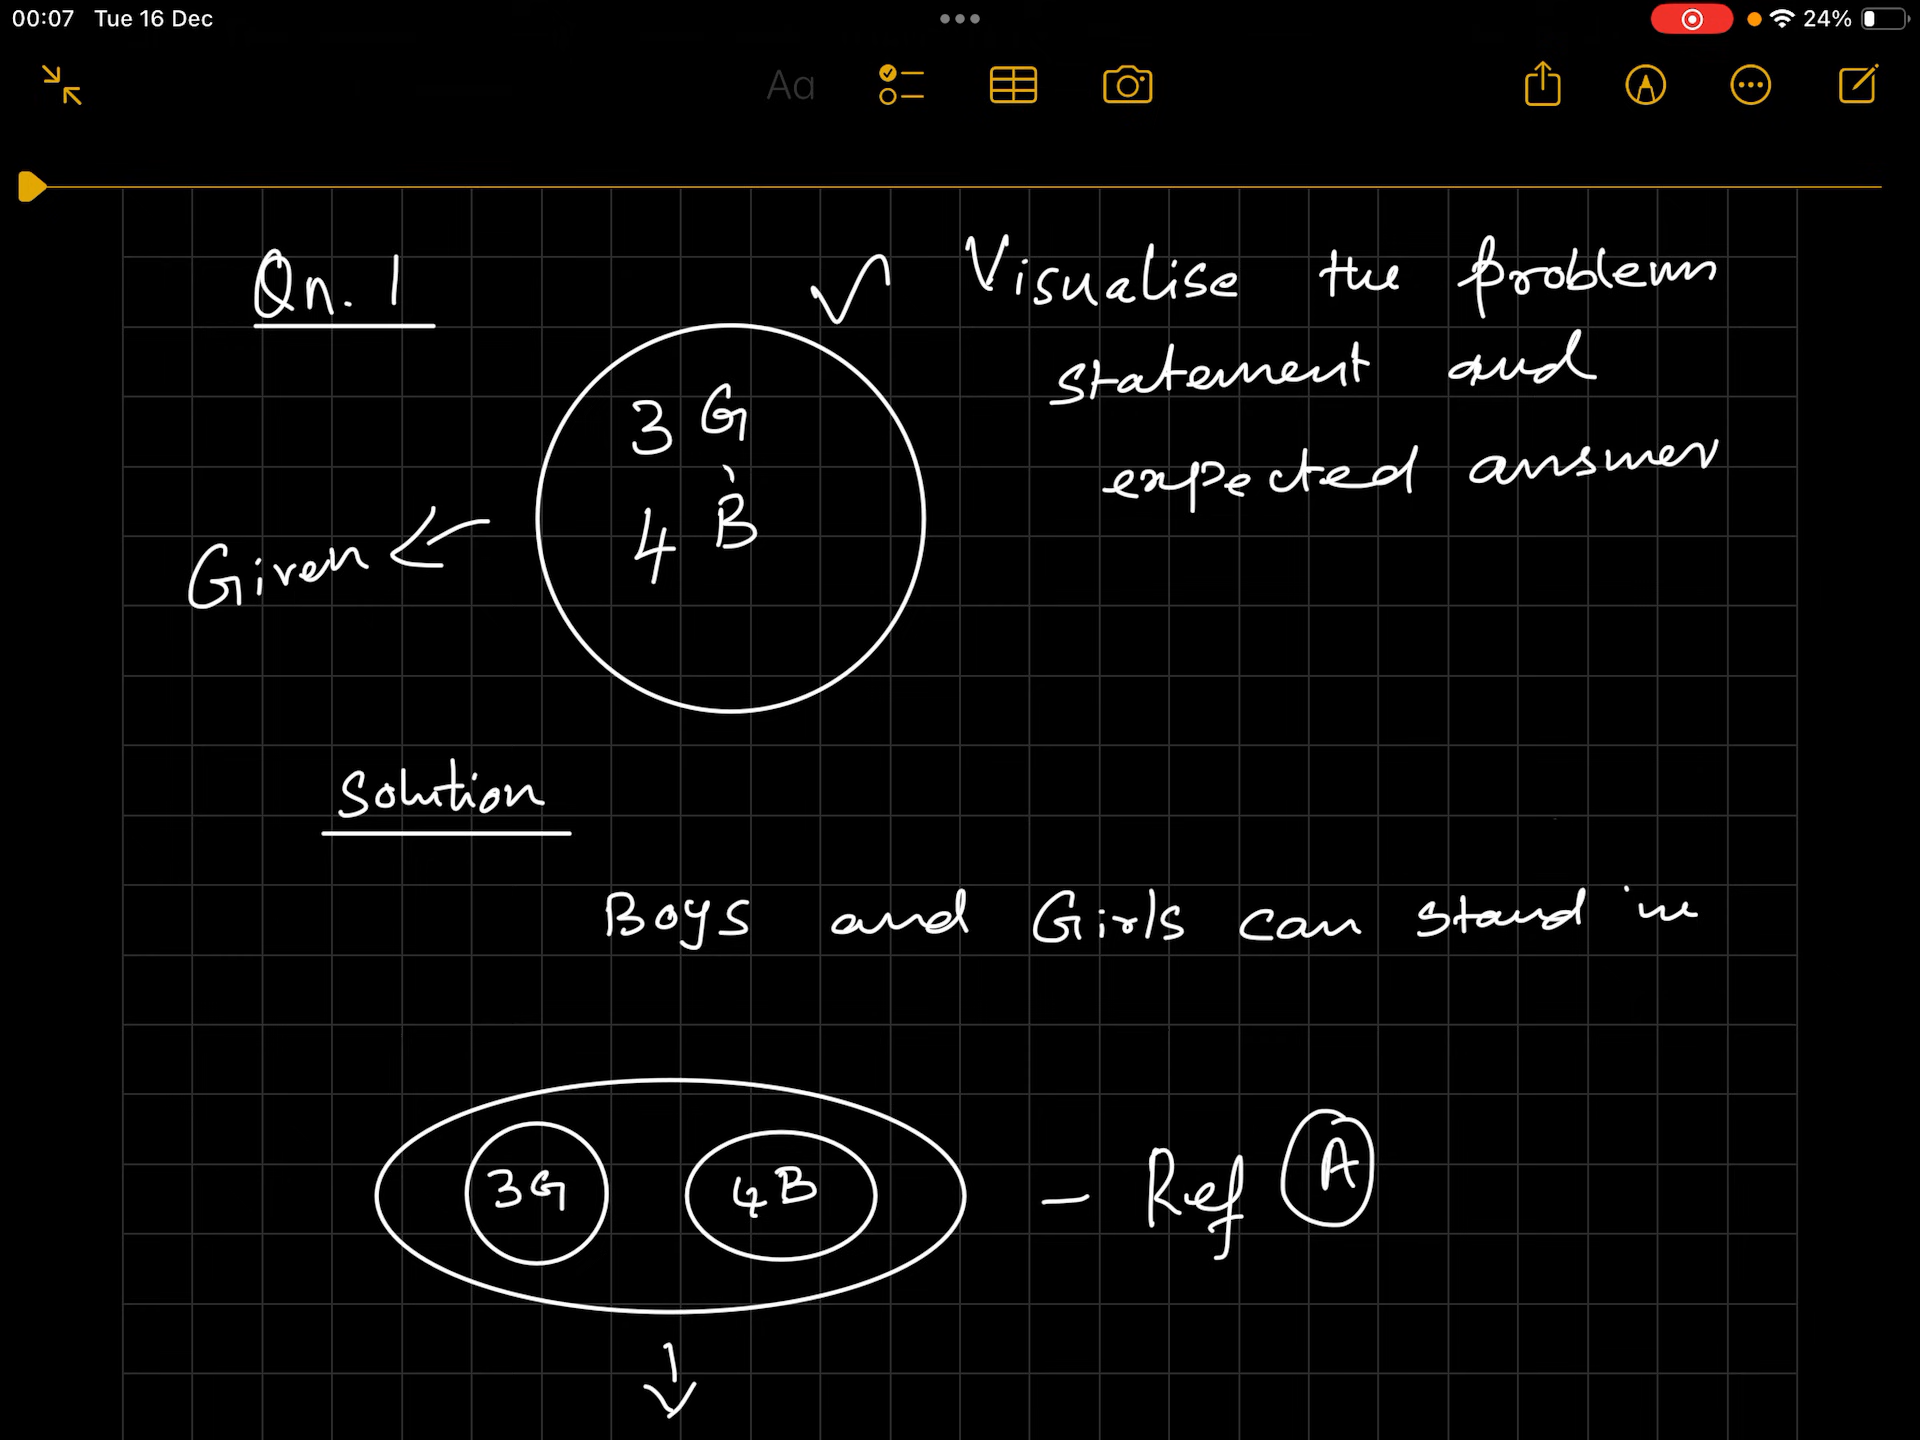 00:07 Tue 16 Dec
24%
Aa
Qn. 1
Visualise the problem
statement and
expected answer
3 G
4 B
Given
Solution
Boys and Girls can stand in
3G 4B - Ref A